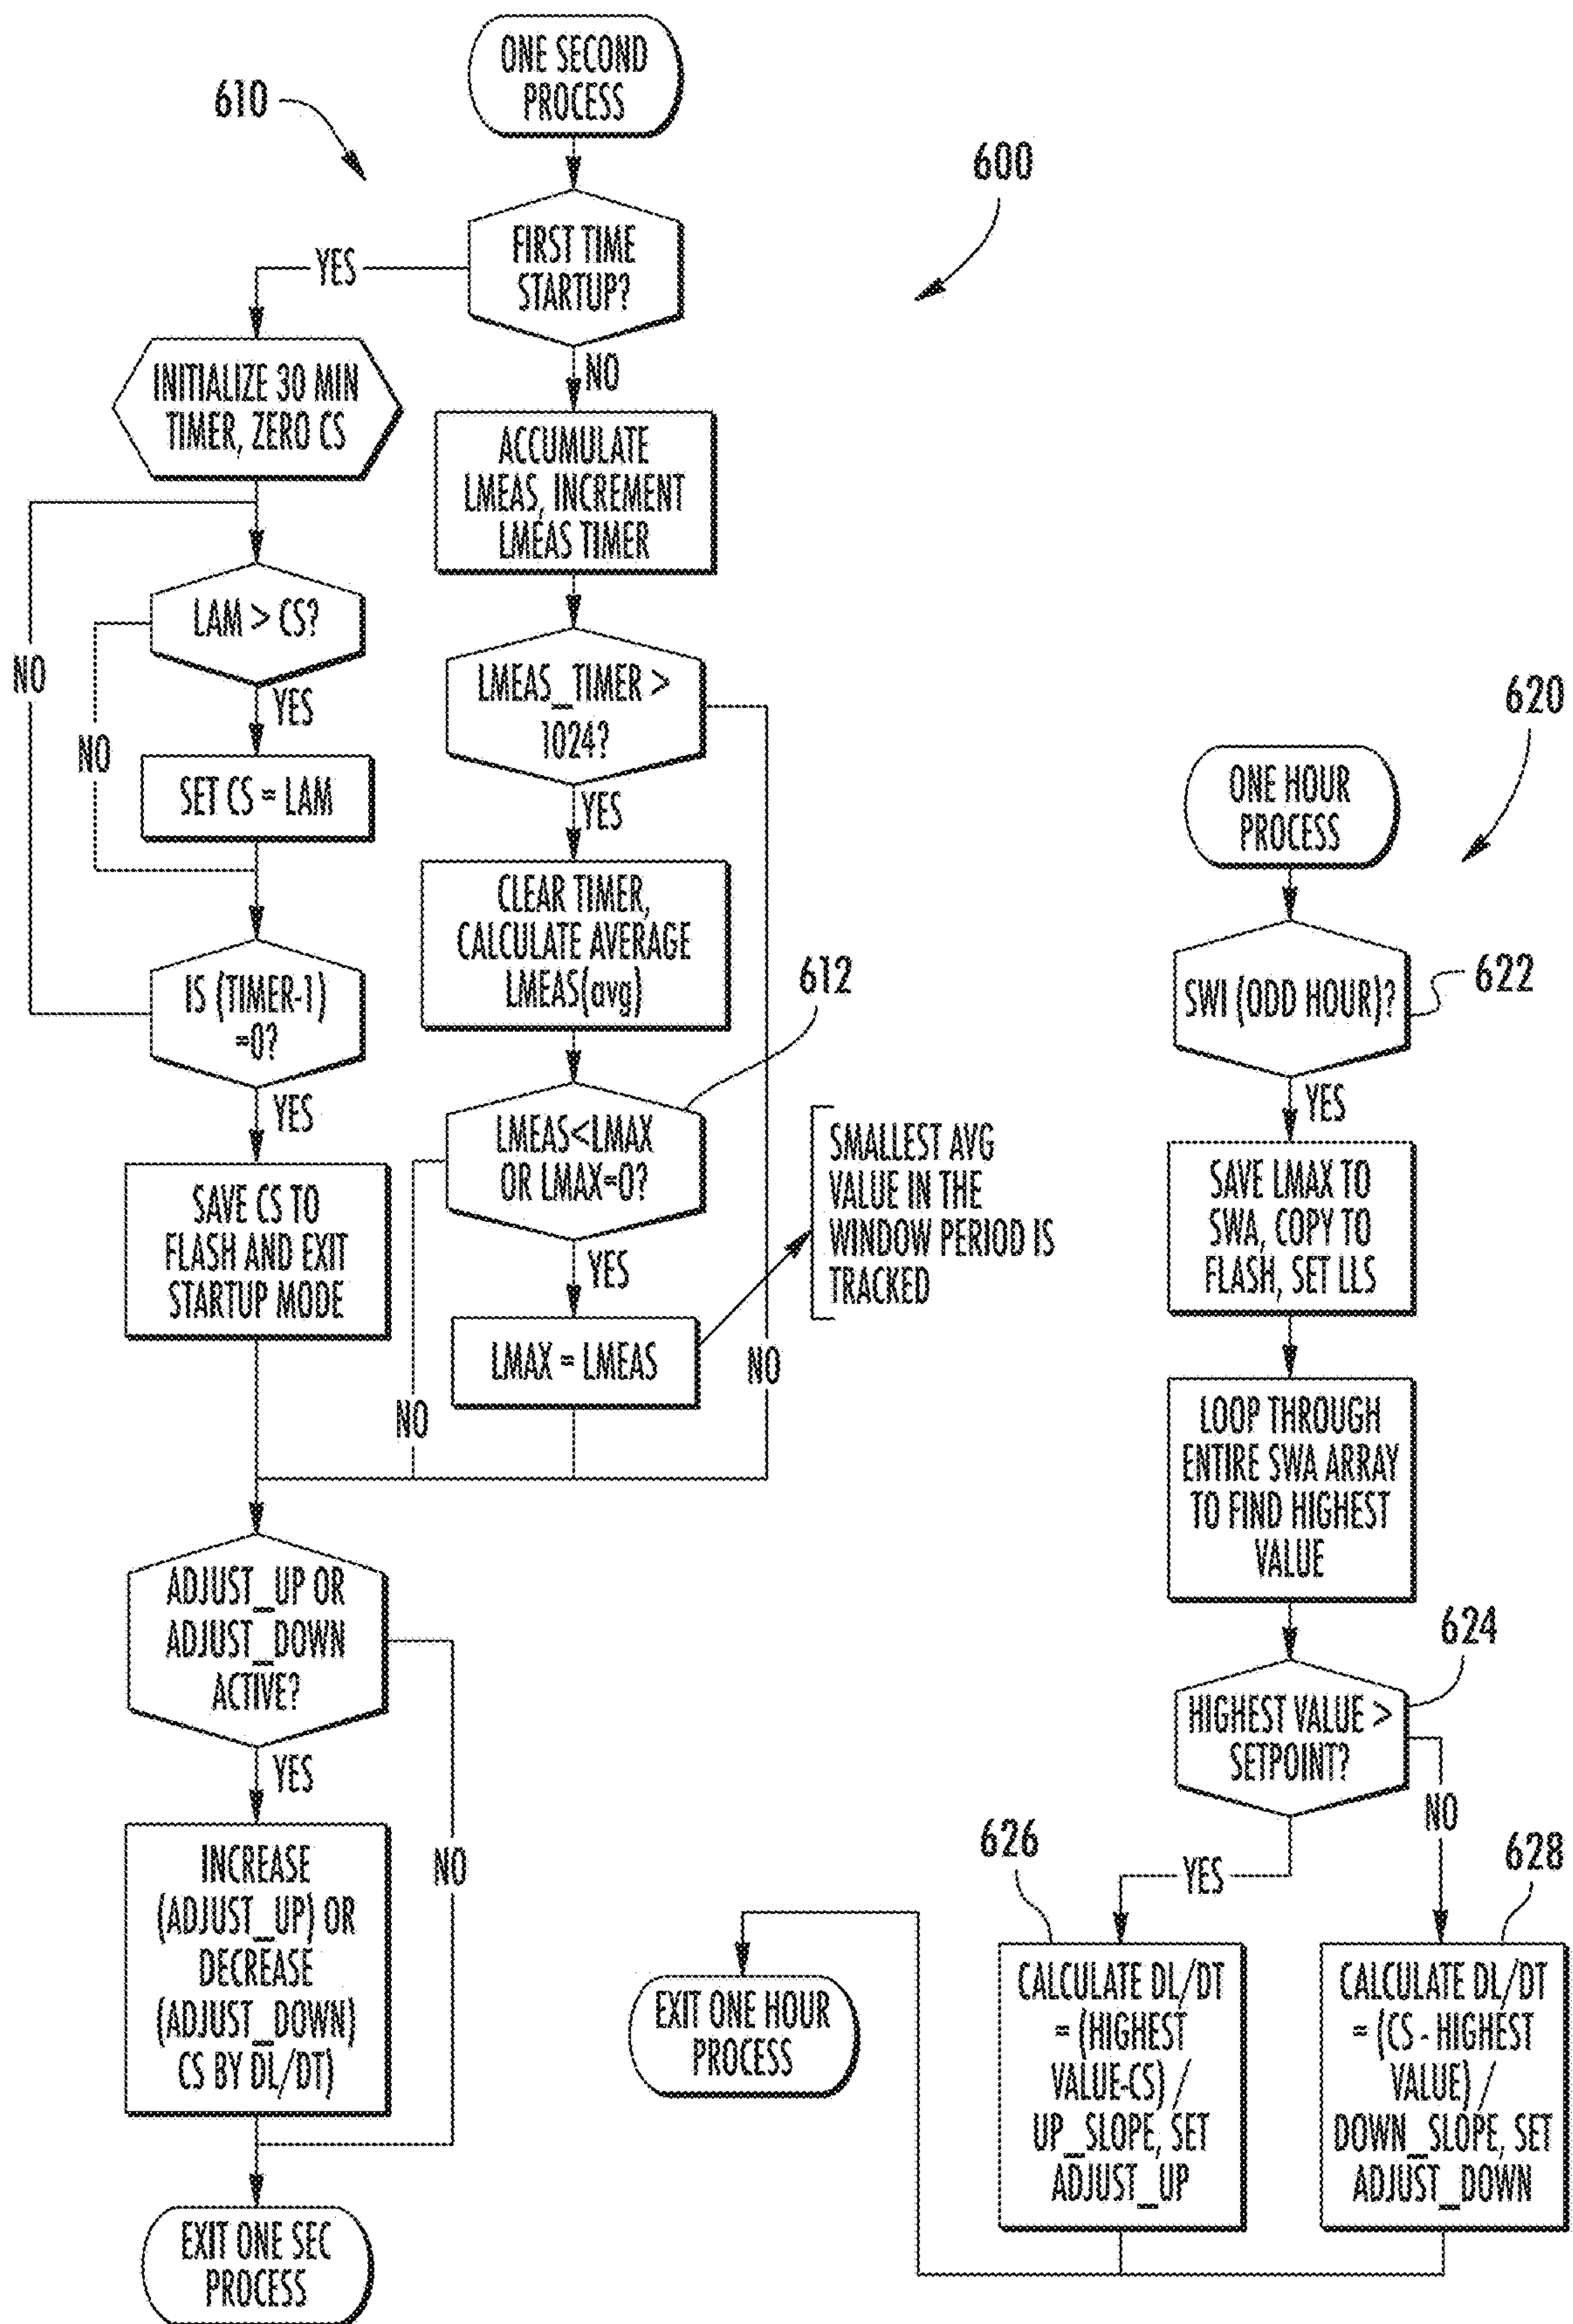 ONE SECOND
PROCESS
610
600
FIRST TIME
STARTUP?
YES
NO
INITIALIZE 30 MIN
TIMER, ZERO CS
ACCUMULATE
LMEAS, INCREMENT
LMEAS TIMER
LAM > CS?
NO
YES
NO
SET CS = LAM
LMEAS_TIMER >
1024?
YES
CLEAR TIMER,
CALCULATE AVERAGE
LMEAS(avg)
IS (TIMER-1)
=0?
YES
612
LMEAS<LMAX
OR LMAX=0?
YES
NO
SMALLEST AVG
VALUE IN THE
WINDOW PERIOD IS
TRACKED
SAVE CS TO
FLASH AND EXIT
STARTUP MODE
LMAX = LMEAS
NO
ADJUST_UP OR
ADJUST_DOWN
ACTIVE?
YES
NO
INCREASE
(ADJUST_UP) OR
DECREASE
(ADJUST_DOWN)
CS BY DL/DT)
EXIT ONE SEC
PROCESS
620
ONE HOUR
PROCESS
SWI (ODD HOUR)?
622
YES
SAVE LMAX TO
SWA, COPY TO
FLASH, SET LLS
LOOP THROUGH
ENTIRE SWA ARRAY
TO FIND HIGHEST
VALUE
624
HIGHEST VALUE >
SETPOINT?
YES
NO
626
628
CALCULATE DL/DT
= (HIGHEST
VALUE-CS) /
UP_SLOPE, SET
ADJUST_UP
CALCULATE DL/DT
= (CS - HIGHEST
VALUE) /
DOWN_SLOPE, SET
ADJUST_DOWN
EXIT ONE HOUR
PROCESS